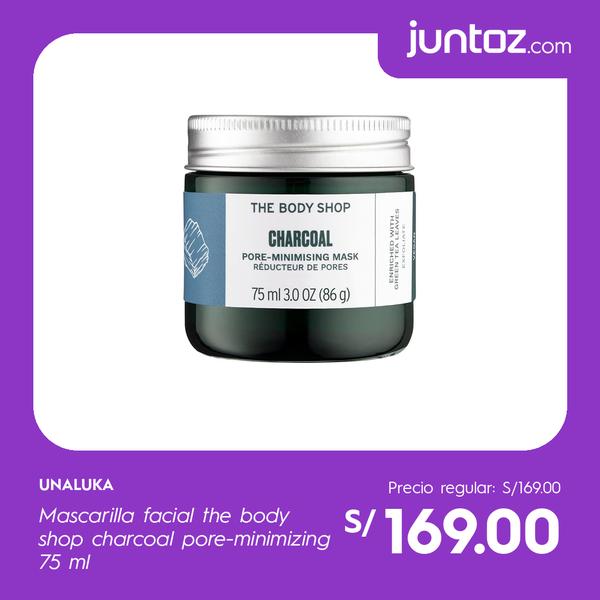 juntoz.com
THE BODY SHOP
CHARCOAL
PORE-MINIMISING MASK
RÉDUCTEUR DE PORES
75 ml 3.0 OZ (86 g)
ENRICHED WITH
GREEN TEA LEAVES
EXFOLIATE
VEGAN
UNALUKA
Mascarilla facial the body
shop charcoal pore-minimizing
75 ml
Precio regular: S/169.00
S/ 169.00